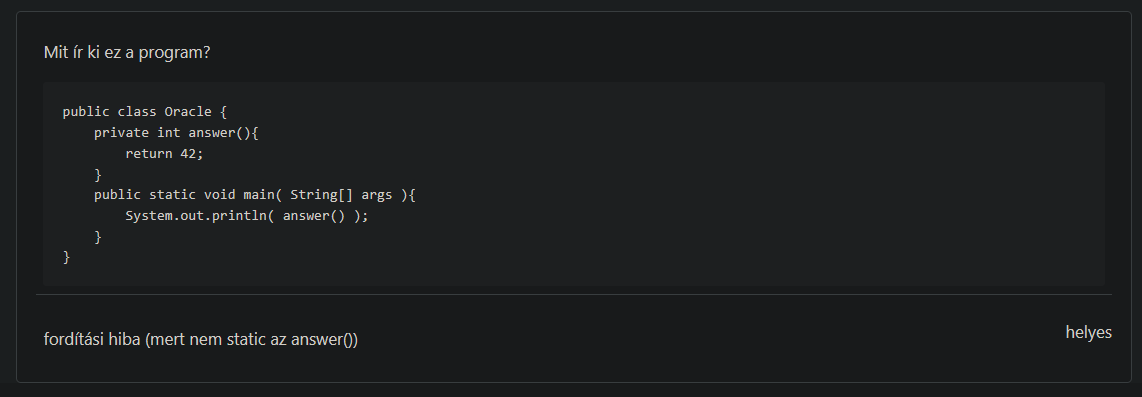 Mit ír ki ez a program?
public class Oracle {
    private int answer(){
        return 42;
    }
    public static void main( String[] args ){
        System.out.println( answer() );
    }
}
fordítási hiba (mert nem static az answer())
helyes